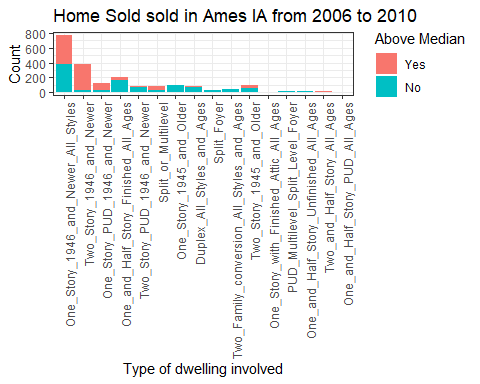 Home Sold sold in Ames IA from 2006 to 2010
800
600
400
200
0
Count
One_Story_1946_and_Newer_All_Styles
Two_Story_1946_and_Newer
One_Story_PUD_1946_and_Newer
One_and_Half_Story_Finished_All_Ages
Two_Story_PUD_1946_and_Newer
Split_or_Multilevel
One_Story_1945_and_Older
Duplex_All_Styles_and_Ages
Split_Foyer
Two_Family_conversion_All_Styles_and_Ages
Two_Story_1945_and_Older
One_Story_with_Finished_Attic_All_Ages
PUD_Multilevel_Split_Level_Foyer
One_and_Half_Story_Unfinished_All_Ages
Two_and_Half_Story_All_Ages
One_and_Half_Story_PUD_All_Ages
Type of dwelling involved
Above Median
Yes
No